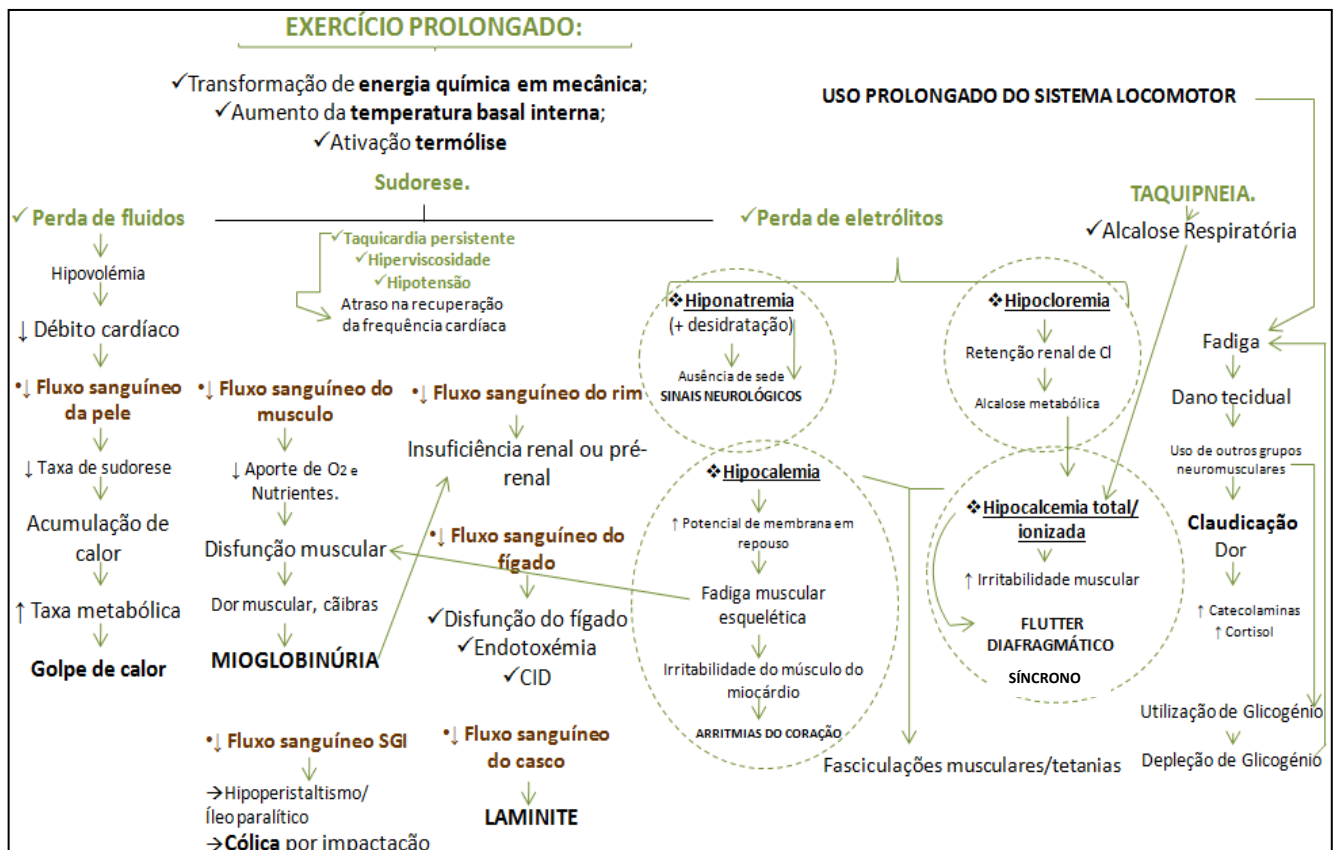 EXERCÍCIO PROLONGADO:
✓Transformação de energia química em mecânica;
✓Aumento da temperatura basal interna;
✓Ativação termólise
USO PROLONGADO DO SISTEMA LOCOMOTOR
Sudorese.
TAQUIPNEIA.
✓Alcalose Respiratória
✓ Perda de fluidos
Hipovolémia
↓ Débito cardíaco
•↓ Fluxo sanguíneo
da pele
↓ Taxa de sudorese
Acumulação de
calor
↑ Taxa metabólica
Golpe de calor
✓Taquicardia persistente
✓Hiperviscosidade
✓Hipotensão
Atraso na recuperação
da frequência cardíaca
•↓ Fluxo sanguíneo do
musculo
↓ Aporte de O2 e
Nutrientes.
Disfunção muscular
Dor muscular, cãibras
MIOGLOBINÚRIA
•↓ Fluxo sanguíneo SGI
→Hipoperistaltismo/
Íleo paralítico
→Cólica por impactação
•↓ Fluxo sanguíneo do rim
Insuficiência renal ou pré-
renal
•↓ Fluxo sanguíneo do
fígado
✓Disfunção do fígado
✓Endotoxémia
✓CID
•↓ Fluxo sanguíneo
do casco
LAMINITE
✓Perda de eletrólitos
❖Hiponatremia
(+ desidratação)
Ausência de sede
SINAIS NEUROLÓGICOS
❖Hipocloremia
Retenção renal de Cl
Alcalose metabólica
❖Hipocalemia
↑ Potencial de membrana em
repouso
Fadiga muscular
esquelética
Irritabilidade do músculo do
miocárdio
ARRITMIAS DO CORAÇÃO
❖Hipocalcemia total/
ionizada
↑ Irritabilidade muscular
FLUTTER
DIAFRAGMÁTICO
SÍNCRONO
Fasciculações musculares/tetanias
Fadiga
Dano tecidual
Uso de outros grupos
neuromusculares
Claudicação
Dor
↑ Catecolaminas
↑ Cortisol
Utilização de Glicogénio
Depleção de Glicogénio